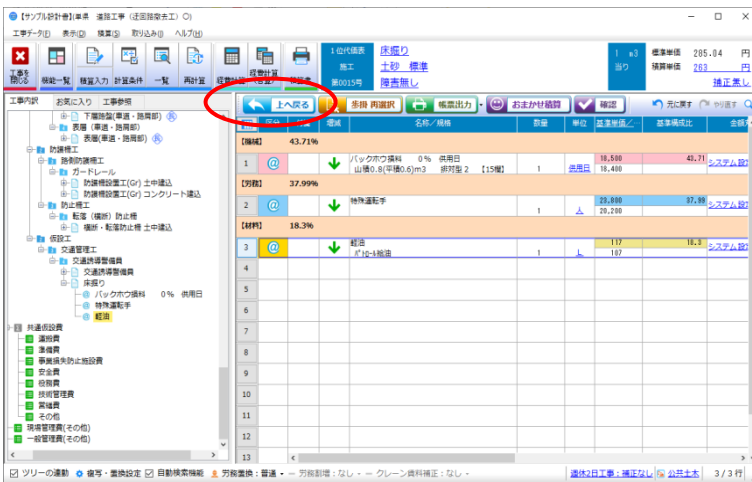 【サンプル設計書】(単県　道路工事（迂回路撤去工）〇)
工事データ(F)　表示(D)　積算(S)　取り込み(I)　ヘルプ(H)
工事を閉じる
機能一覧
積算入力
計算条件
一覧
再計算
1 位代価表　床掘り
施工　土砂　標準
第0015号　障害無し
1　m3
当り
標準単価　285.04　円
積算単価　263　円
補正無し
工事内訳　お気に入り　工事参照
上へ戻る
歩掛 再選択
帳票出力
おまかせ積算
確認
元に戻す
やり直す
増減　名称／規格　数量　単位　基準単価／…　基準構成比　金額
【機械】　43.71%
1　@　バックホウ損料　0%　供用日　18,500　43.71　システム設
山積0.8(平積0.6)m3　排対型 2　【15欄】　1　供用日　18,400
【労務】　37.99%
2　@　特殊運転手　23,800　37.99　システム設
1　人　20,200
【材料】　18.3%
3　@　軽油　117　18.3　システム設
ﾊﾟﾄﾛｰﾙ給油　1　L　107
4
5
6
7
8
9
10
11
12
13
下層路盤(車道・路肩部)
表層（車道・路肩部）
表層(車道・路肩部)
防護柵工
路側防護柵工
ガードレール
防護柵設置工(Gr) 土中建込
防護柵設置工(Gr) コンクリート建込
防止柵工
転落（横断）防止柵
横断・転落防止柵 土中建込
仮設工
交通管理工
交通誘導警備員
交通誘導警備員
床掘り
バックホウ損料　0%　供用日
特殊運転手
軽油
共通仮設費
運搬費
準備費
事業損失防止施設費
安全費
役務費
技術管理費
営繕費
その他
現場管理費(その他)
一般管理費(その他)
ツリーの連動　複写・置換設定　自動検索機能　労務置換：普通　労務割増：なし　クレーン資料補正：なし　週休2日工事：補正なし　公共土木　3 / 3 行